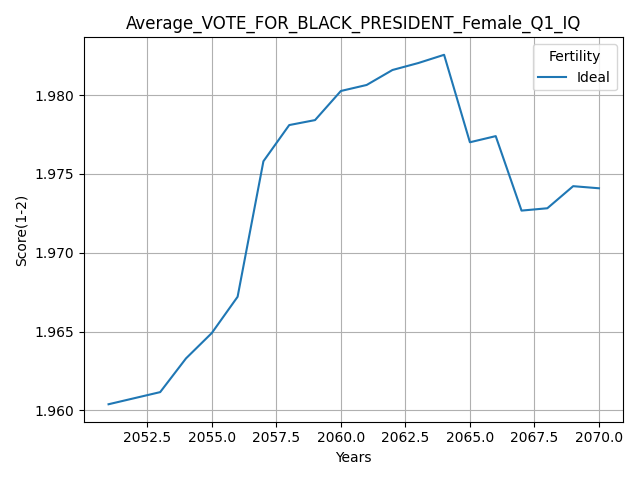 Average_VOTE_FOR_BLACK_PRESIDENT_Female_Q1_IQ
Fertility
Ideal
1.980
1.975
1.970
1.965
1.960
Score(1-2)
2052.5 2055.0 2057.5 2060.0 2062.5 2065.0 2067.5 2070.0
Years